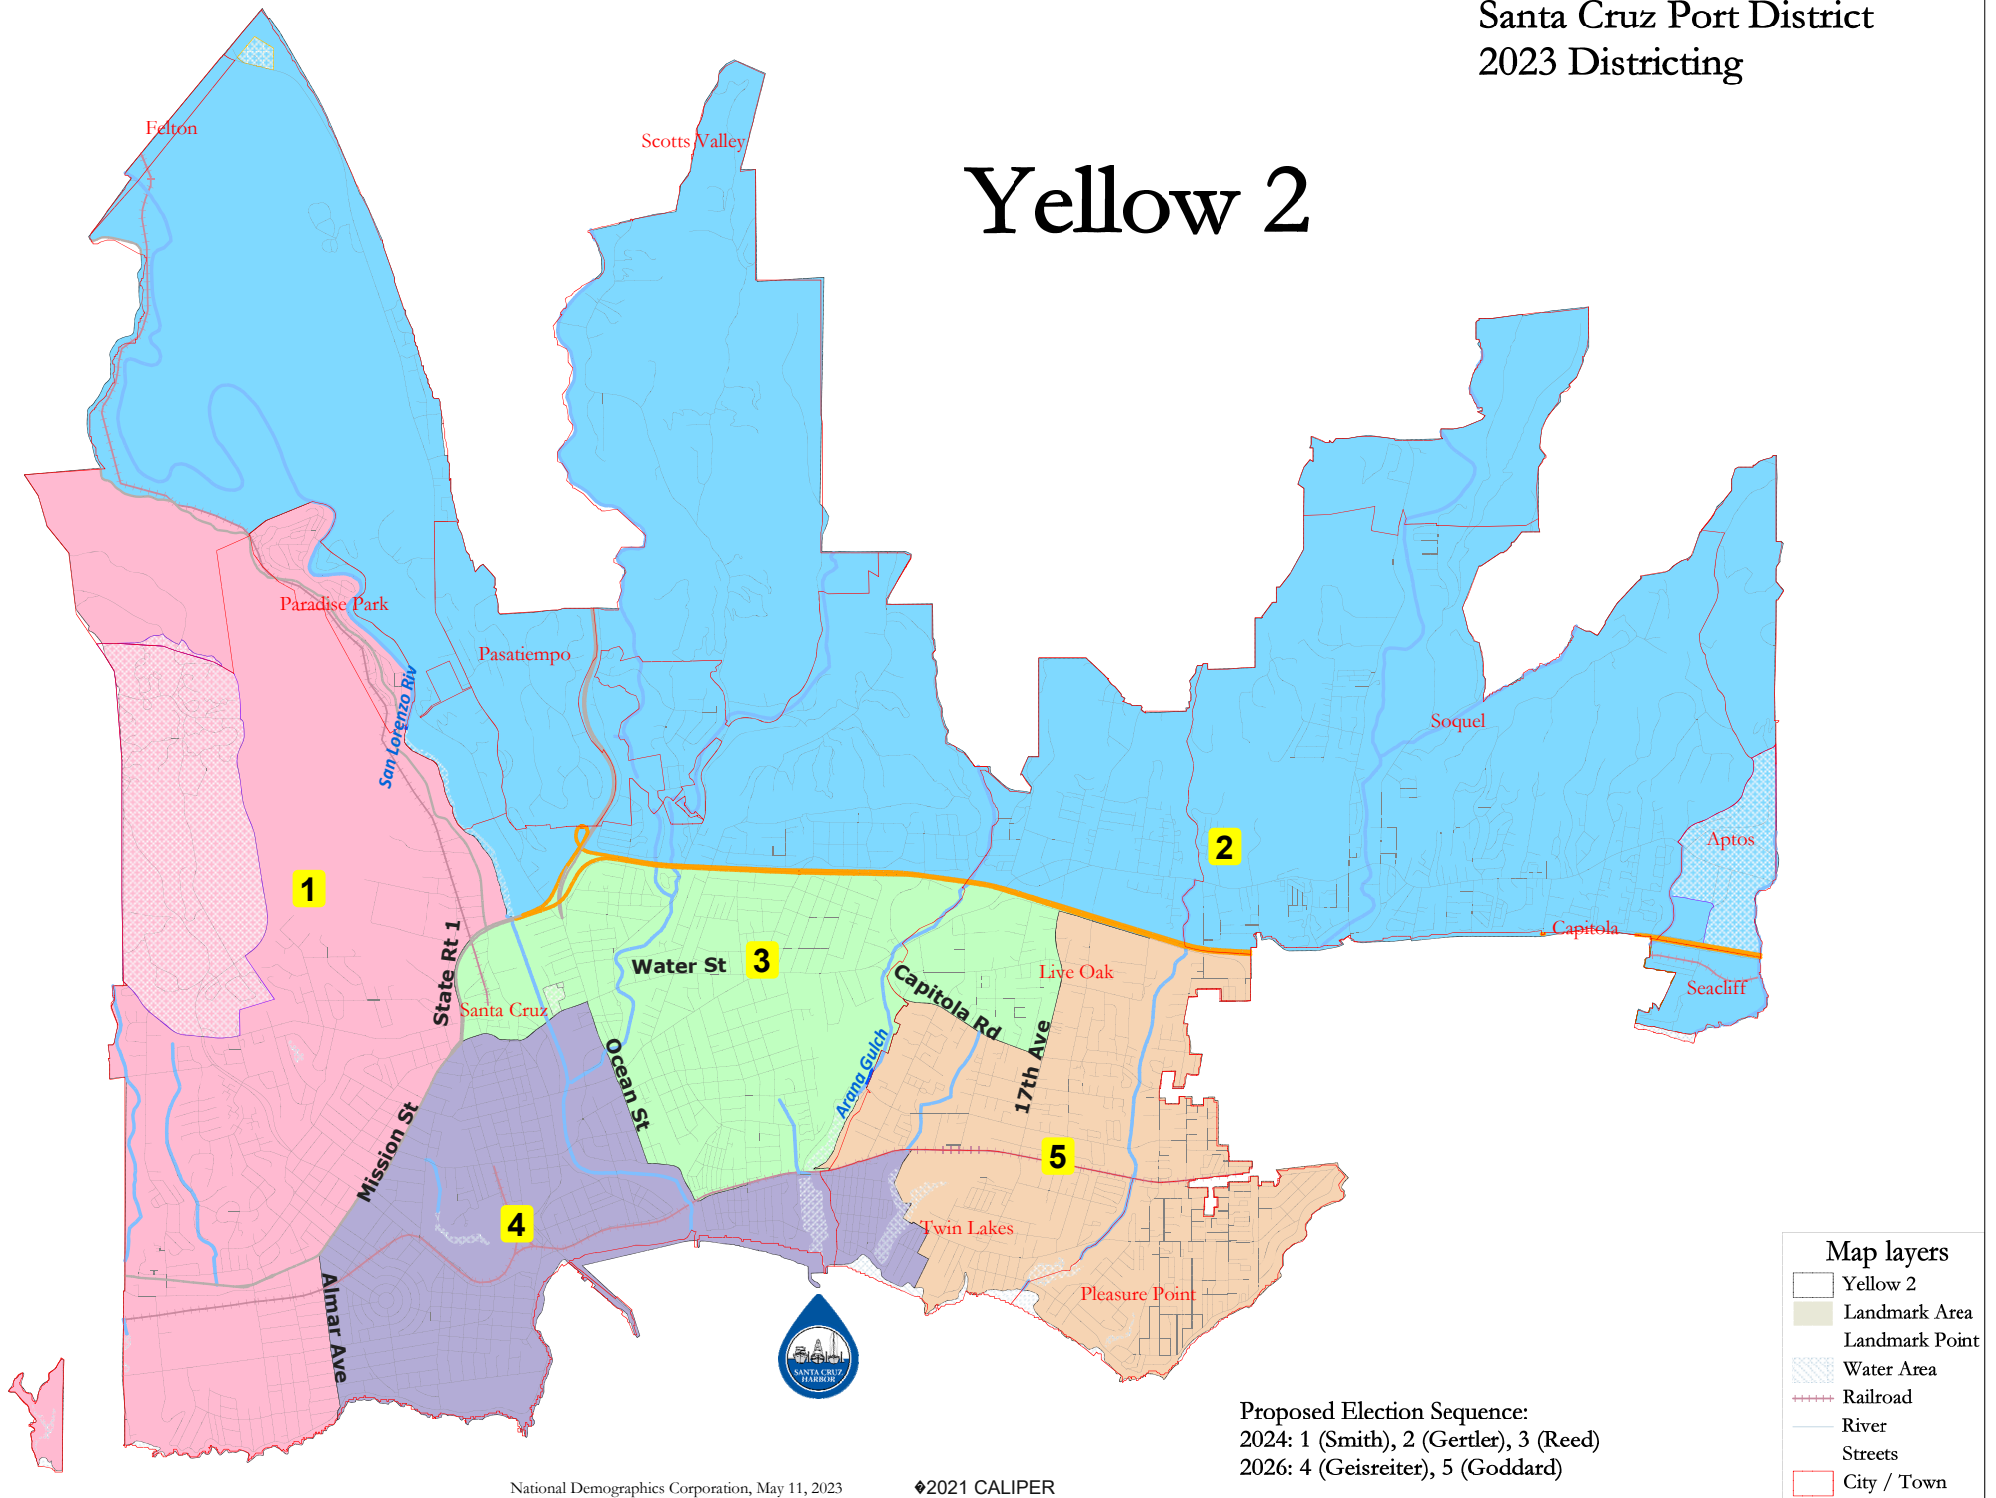 Santa Cruz Port District
2023 Districting
Yellow 2
Felton
Scotts Valley
Paradise Park
Pasatiempo
San Lorenzo Riv
Soquel
2
Aptos
1
State Rt 1
Water St
3
Capitola
Live Oak
Capitola Rd
Seacliff
Santa Cruz
Ocean St
Arana Gulch
17th Ave
Mission St
5
4
Twin Lakes
Almar Ave
Pleasure Point
SANTA CRUZ
HARBOR
Map layers
Yellow 2
Landmark Area
Landmark Point
Water Area
Railroad
River
Streets
City / Town
Proposed Election Sequence:
2024: 1 (Smith), 2 (Gertler), 3 (Reed)
2026: 4 (Geisreiter), 5 (Goddard)
National Demographics Corporation, May 11, 2023
�2021 CALIPER